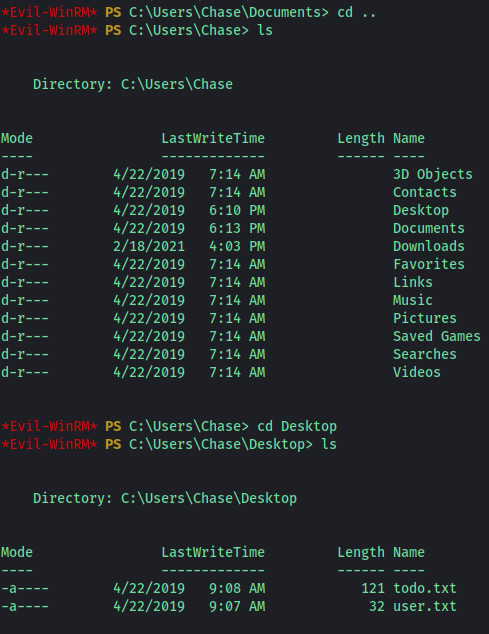 *Evil-WinRM* PS C:\Users\Chase\Documents> cd ..
*Evil-WinRM* PS C:\Users\Chase> ls
Directory: C:\Users\Chase
Mode                LastWriteTime         Length Name
----                -------------         ------ ----
d-r---        4/22/2019   7:14 AM                3D Objects
d-r---        4/22/2019   7:14 AM                Contacts
d-r---        4/22/2019   6:10 PM                Desktop
d-r---        4/22/2019   6:13 PM                Documents
d-r---        2/18/2021   4:03 PM                Downloads
d-r---        4/22/2019   7:14 AM                Favorites
d-r---        4/22/2019   7:14 AM                Links
d-r---        4/22/2019   7:14 AM                Music
d-r---        4/22/2019   7:14 AM                Pictures
d-r---        4/22/2019   7:14 AM                Saved Games
d-r---        4/22/2019   7:14 AM                Searches
d-r---        4/22/2019   7:14 AM                Videos
*Evil-WinRM* PS C:\Users\Chase> cd Desktop
*Evil-WinRM* PS C:\Users\Chase\Desktop> ls
Directory: C:\Users\Chase\Desktop
Mode                LastWriteTime         Length Name
----                -------------         ------ ----
-a----        4/22/2019   9:08 AM            121 todo.txt
-a----        4/22/2019   9:07 AM             32 user.txt